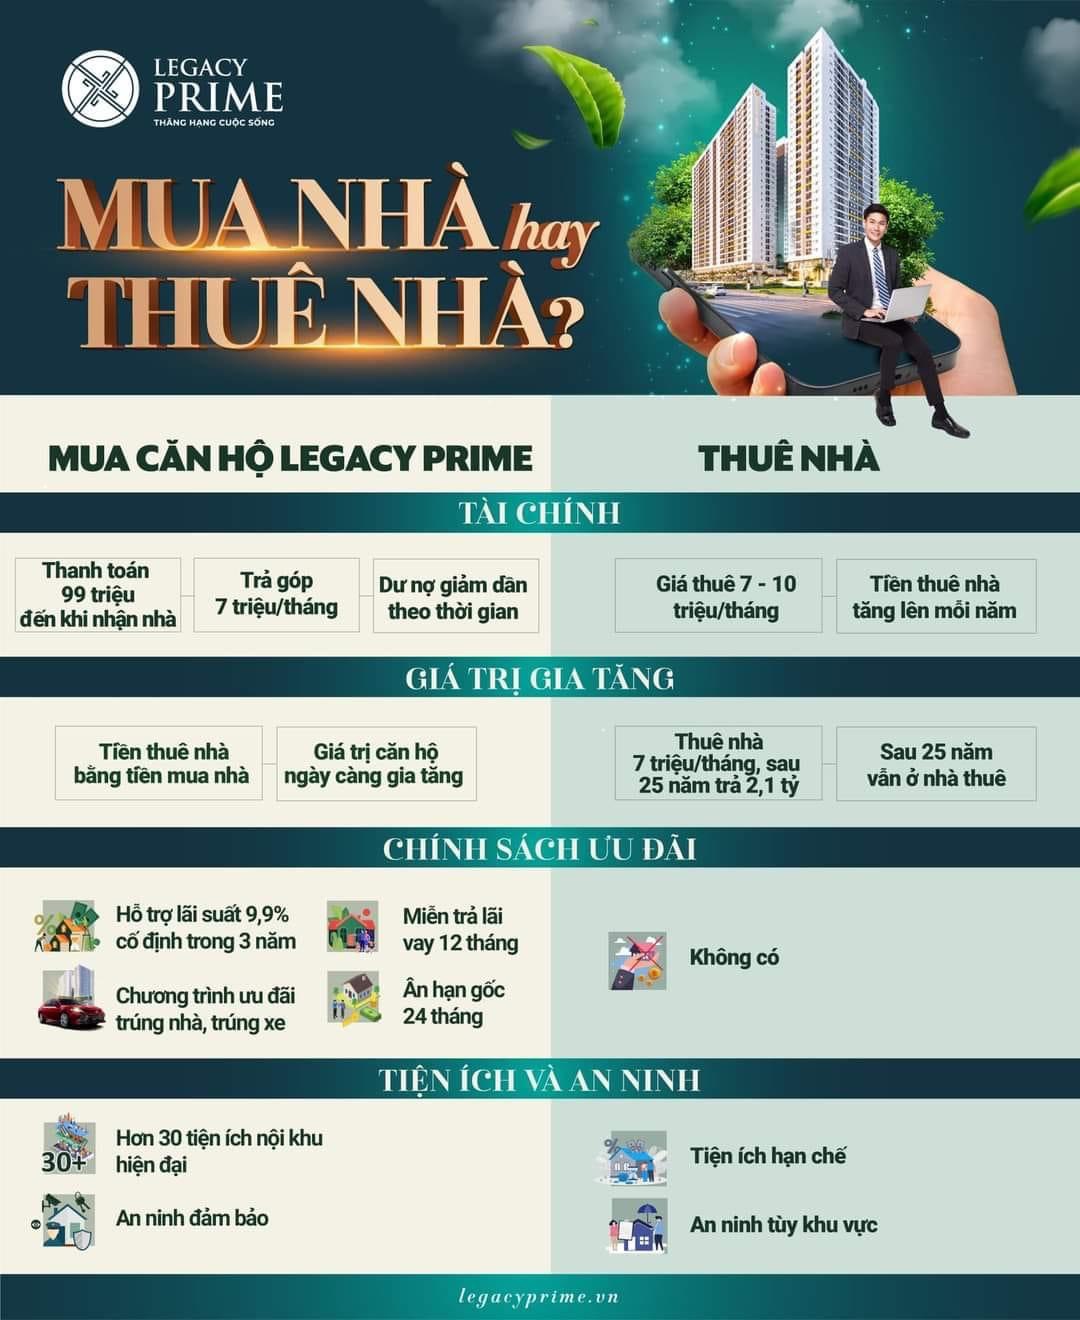 LEGACY
PRIME
THĂNG HẠNG CUỘC SỐNG
MUA NHÀ hay
THUÊ NHÀ?
MUA CĂN HỘ LEGACY PRIME
THUÊ NHÀ
TÀI CHÍNH
Thanh toán
99 triệu
đến khi nhận nhà
Trả góp
7 triệu/tháng
Dư nợ giảm dần
theo thời gian
Giá thuê 7 - 10
triệu/tháng
Tiền thuê nhà
tăng lên mỗi năm
GIÁ TRỊ GIA TĂNG
Tiền thuê nhà
bằng tiền mua nhà
Giá trị căn hộ
ngày càng gia tăng
Thuê nhà
7 triệu/tháng, sau
25 năm trả 2,1 tỷ
Sau 25 năm
vẫn ở nhà thuê
CHÍNH SÁCH ƯU ĐÃI
Hỗ trợ lãi suất 9,9%
cố định trong 3 năm
Miễn trả lãi
vay 12 tháng
Chương trình ưu đãi
trúng nhà, trúng xe
Ân hạn gốc
24 tháng
Không có
TIỆN ÍCH VÀ AN NINH
30+
Hơn 30 tiện ích nội khu
hiện đại
An ninh đảm bảo
Tiện ích hạn chế
An ninh tùy khu vực
legacyprime.vn